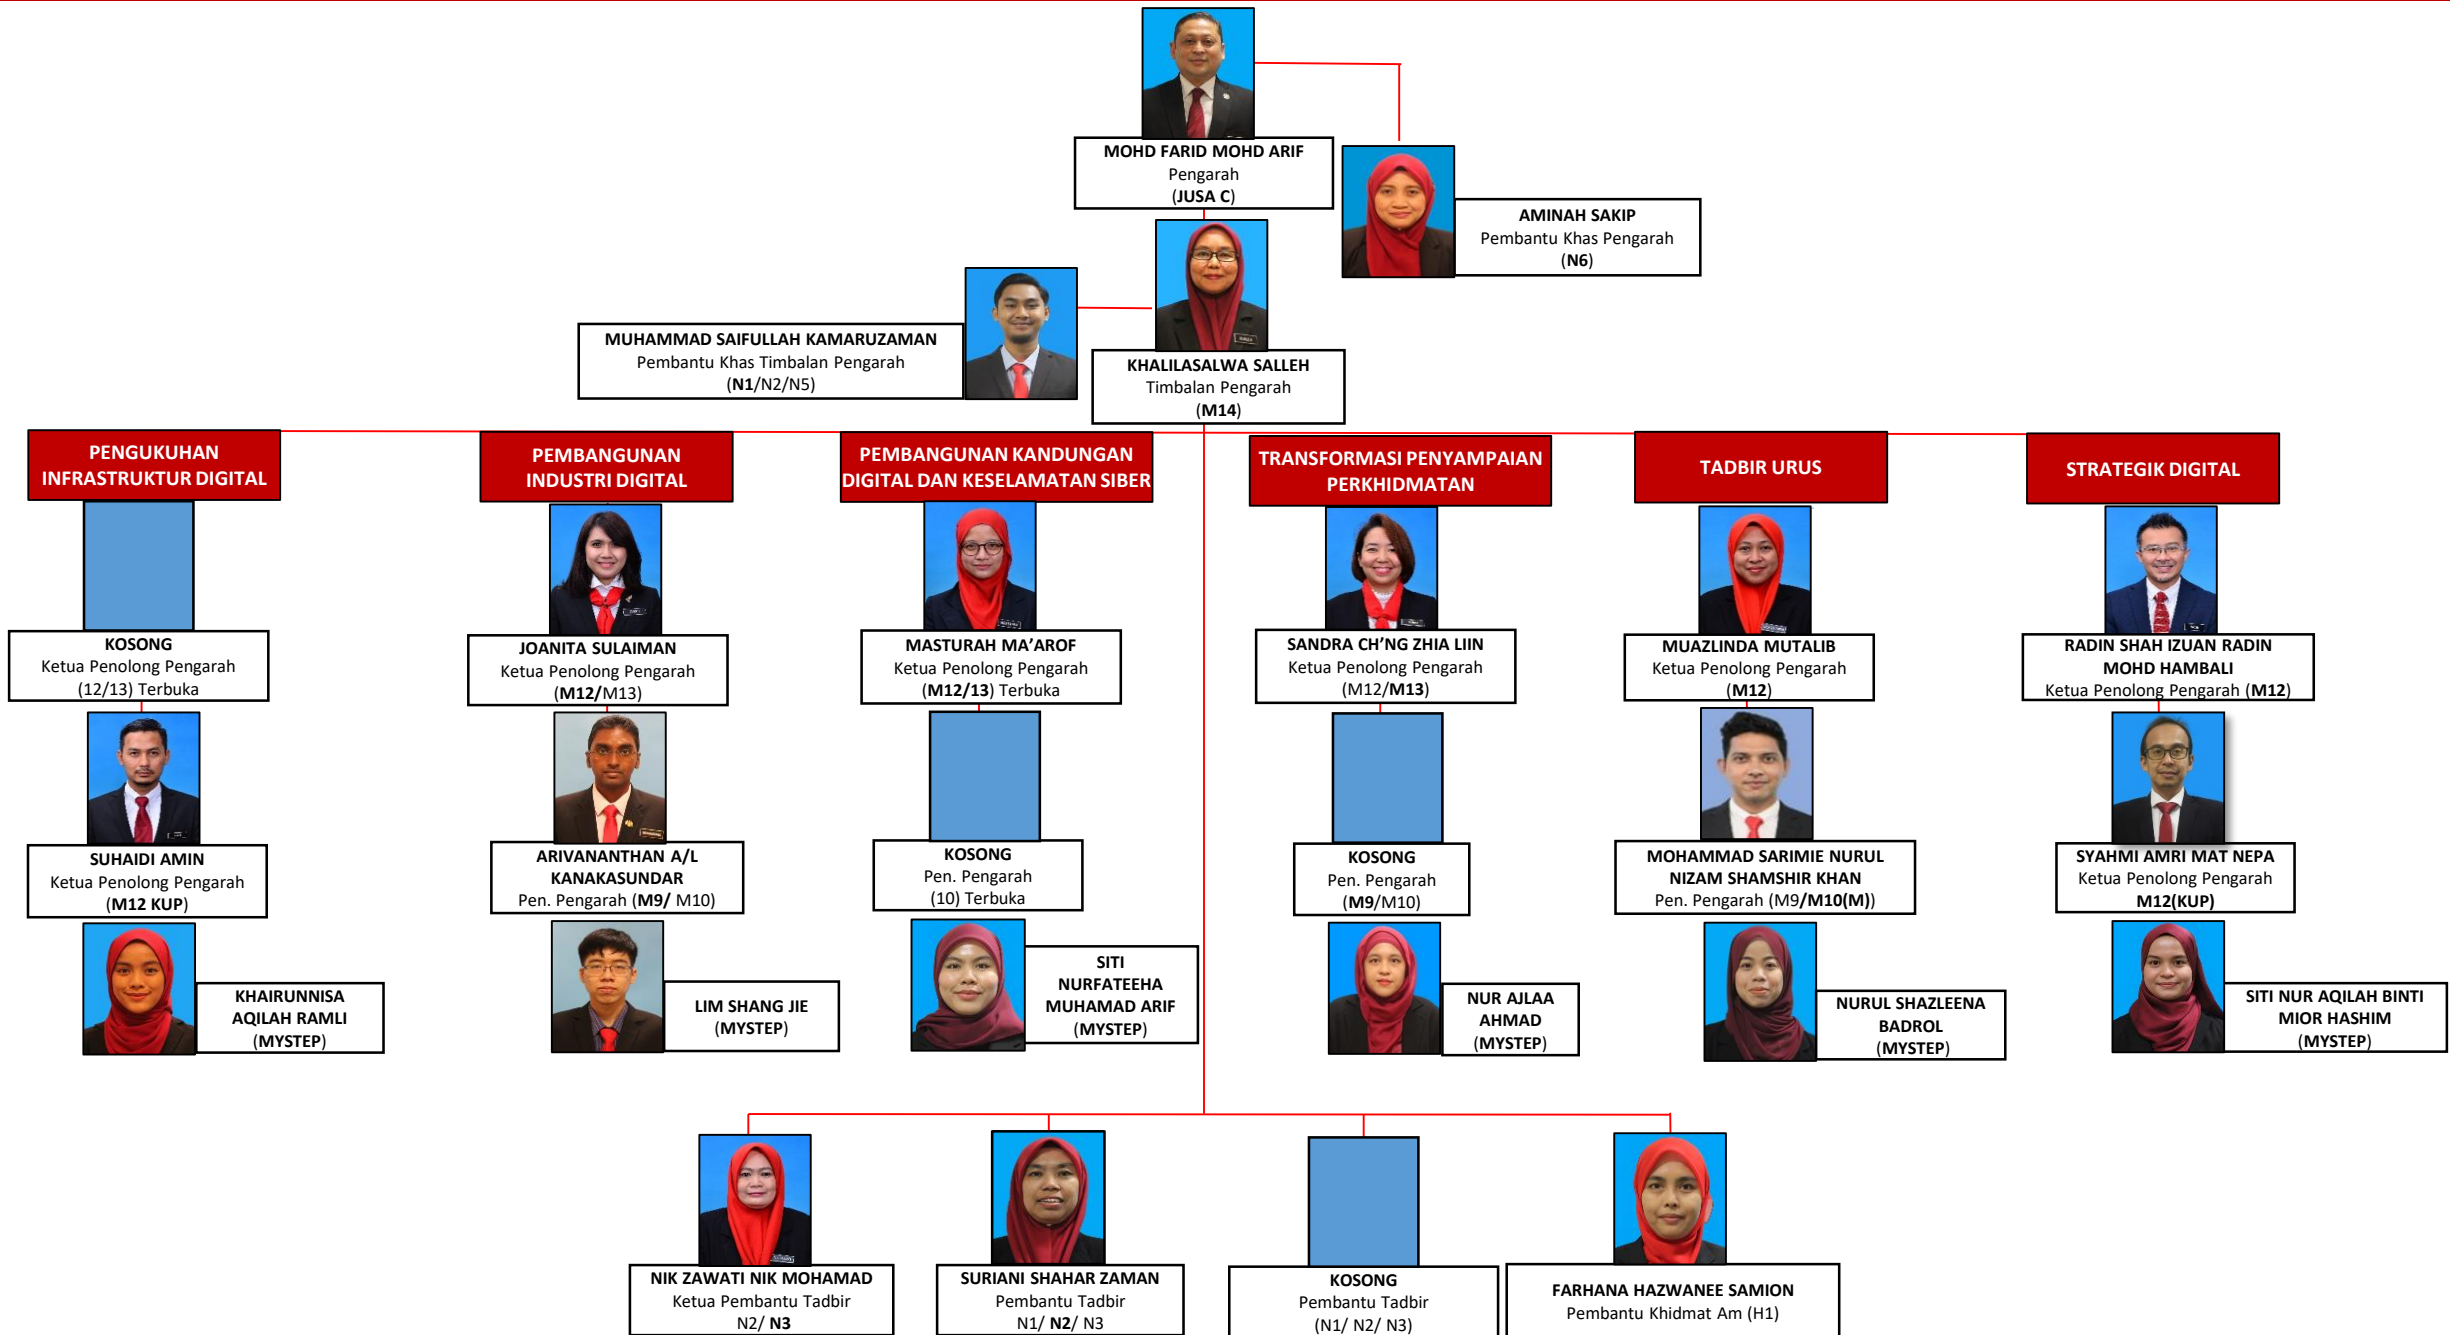 MOHD FARID MOHD ARIF
Pengarah
(JUSA C)
AMINAH SAKIP
Pembantu Khas Pengarah
(N6)
MUHAMMAD SAIFULLAH KAMARUZAMAN
Pembantu Khas Timbalan Pengarah
(N1/N2/N5)
KHALILASALWA SALLEH
Timbalan Pengarah
(M14)
PENGUKUHAN
INFRASTRUKTUR DIGITAL
KOSONG
Ketua Penolong Pengarah
(12/13) Terbuka
SUHAIDI AMIN
Ketua Penolong Pengarah
(M12 KUP)
KHAIRUNNISA
AQILAH RAMLI
(MYSTEP)
PEMBANGUNAN
INDUSTRI DIGITAL
JOANITA SULAIMAN
Ketua Penolong Pengarah
(M12/M13)
ARIVANANTHAN A/L
KANAKASUNDAR
Pen. Pengarah (M9/ M10)
LIM SHANG JIE
(MYSTEP)
PEMBANGUNAN KANDUNGAN
DIGITAL DAN KESELAMATAN SIBER
MASTURAH MA’AROF
Ketua Penolong Pengarah
(M12/13) Terbuka
KOSONG
Pen. Pengarah
(10) Terbuka
SITI
NURFATEEHA
MUHAMAD ARIF
(MYSTEP)
TRANSFORMASI PENYAMPAIAN
PERKHIDMATAN
SANDRA CH’NG ZHIA LIIN
Ketua Penolong Pengarah
(M12/M13)
KOSONG
Pen. Pengarah
(M9/M10)
NUR AJLAA
AHMAD
(MYSTEP)
TADBIR URUS
MUAZLINDA MUTALIB
Ketua Penolong Pengarah
(M12)
MOHAMMAD SARIMIE NURUL
NIZAM SHAMSHIR KHAN
Pen. Pengarah (M9/M10(M))
NURUL SHAZLEENA
BADROL
(MYSTEP)
STRATEGIK DIGITAL
RADIN SHAH IZUAN RADIN
MOHD HAMBALI
Ketua Penolong Pengarah (M12)
SYAHMI AMRI MAT NEPA
Ketua Penolong Pengarah
M12(KUP)
SITI NUR AQILAH BINTI
MIOR HASHIM
(MYSTEP)
NIK ZAWATI NIK MOHAMAD
Ketua Pembantu Tadbir
N2/ N3
SURIANI SHAHAR ZAMAN
Pembantu Tadbir
N1/ N2/ N3
KOSONG
Pembantu Tadbir
(N1/ N2/ N3)
FARHANA HAZWANEE SAMION
Pembantu Khidmat Am (H1)